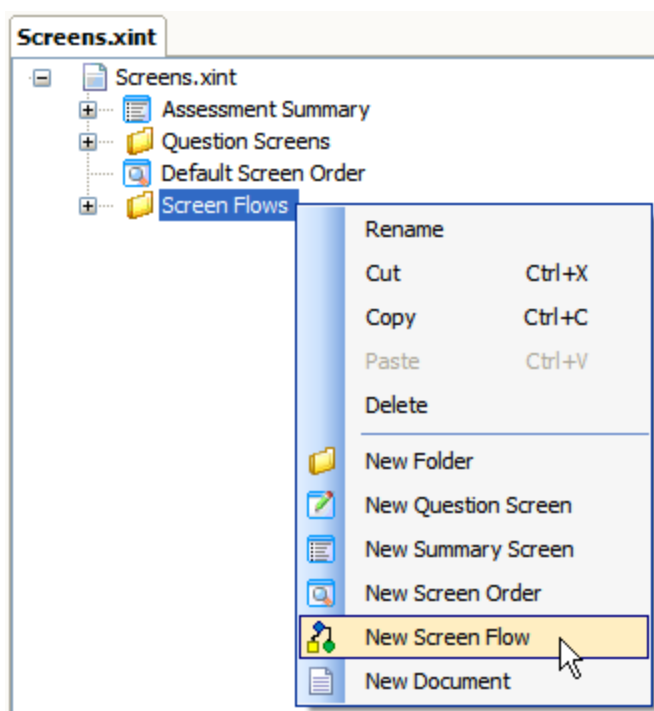 Screens.xint
Screens.xint
Assessment Summary
Question Screens
Default Screen Order
Screen Flows
Rename
Cut Ctrl+X
Copy Ctrl+C
Paste Ctrl+V
Delete
New Folder
New Question Screen
New Summary Screen
New Screen Order
New Screen Flow
New Document